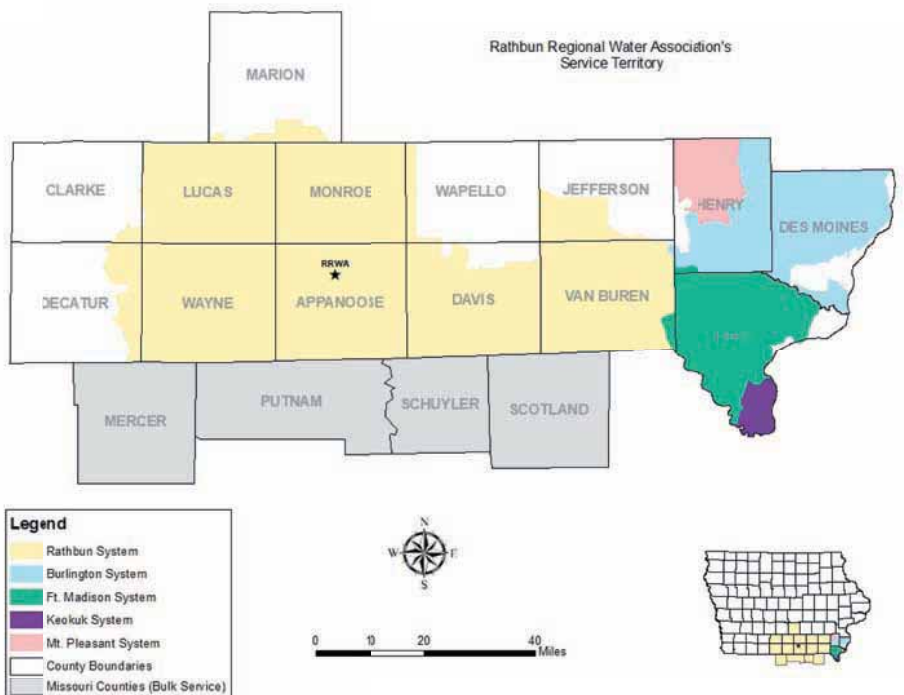 Rathbun Regional Water Association's
Service Territory
MARION
CLARKE
LUCAS
MONROE
WAPELLO
JEFFERSON
HENRY
DES MOINES
RRWA
DECATUR
WAYNE
APPANOOSE
DAVIS
VAN BUREN
MERCER
PUTNAM
SCHUYLER
SCOTLAND
Legend
Rathbun System
Burlington System
Ft. Madison System
Keokuk System
Mt. Pleasant System
County Boundaries
Missouri Counties (Bulk Service)
N
W E
S
0 10 20 40
Miles